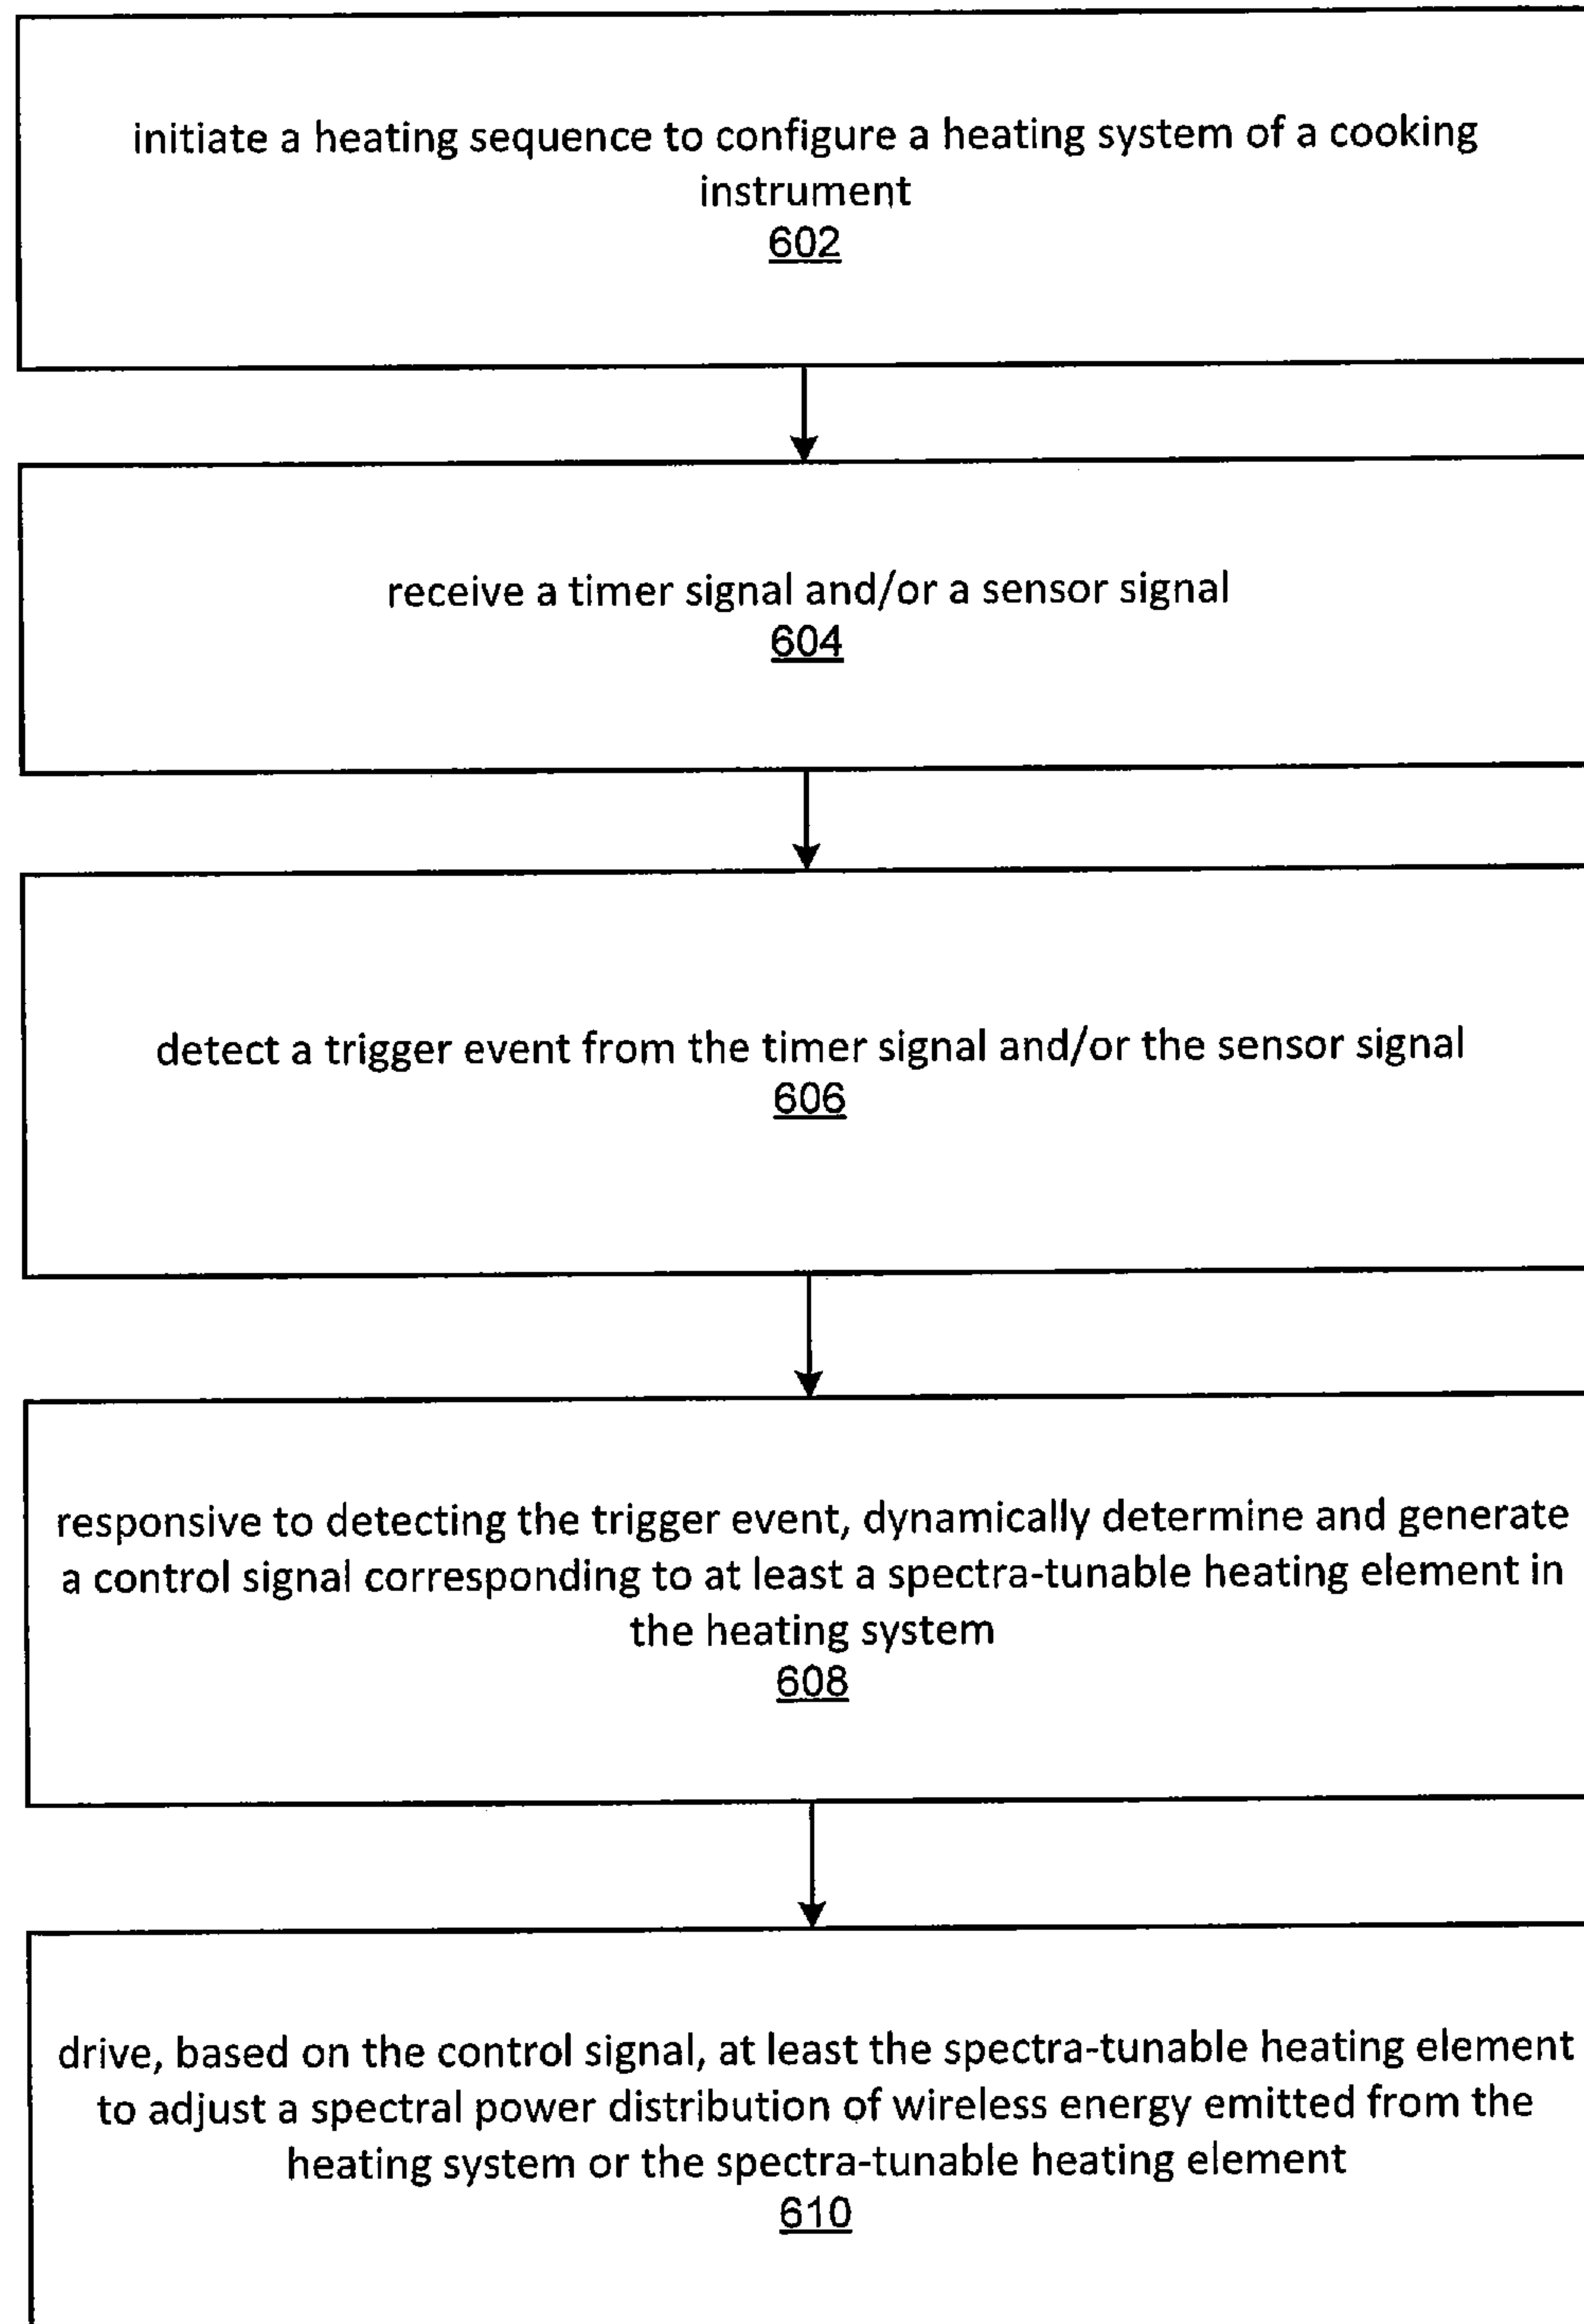 initiate a heating sequence to configure a heating system of a cooking
instrument
602
receive a timer signal and/or a sensor signal
604
detect a trigger event from the timer signal and/or the sensor signal
606
responsive to detecting the trigger event, dynamically determine and generate
a control signal corresponding to at least a spectra-tunable heating element in
the heating system
608
drive, based on the control signal, at least the spectra-tunable heating element
to adjust a spectral power distribution of wireless energy emitted from the
heating system or the spectra-tunable heating element
610